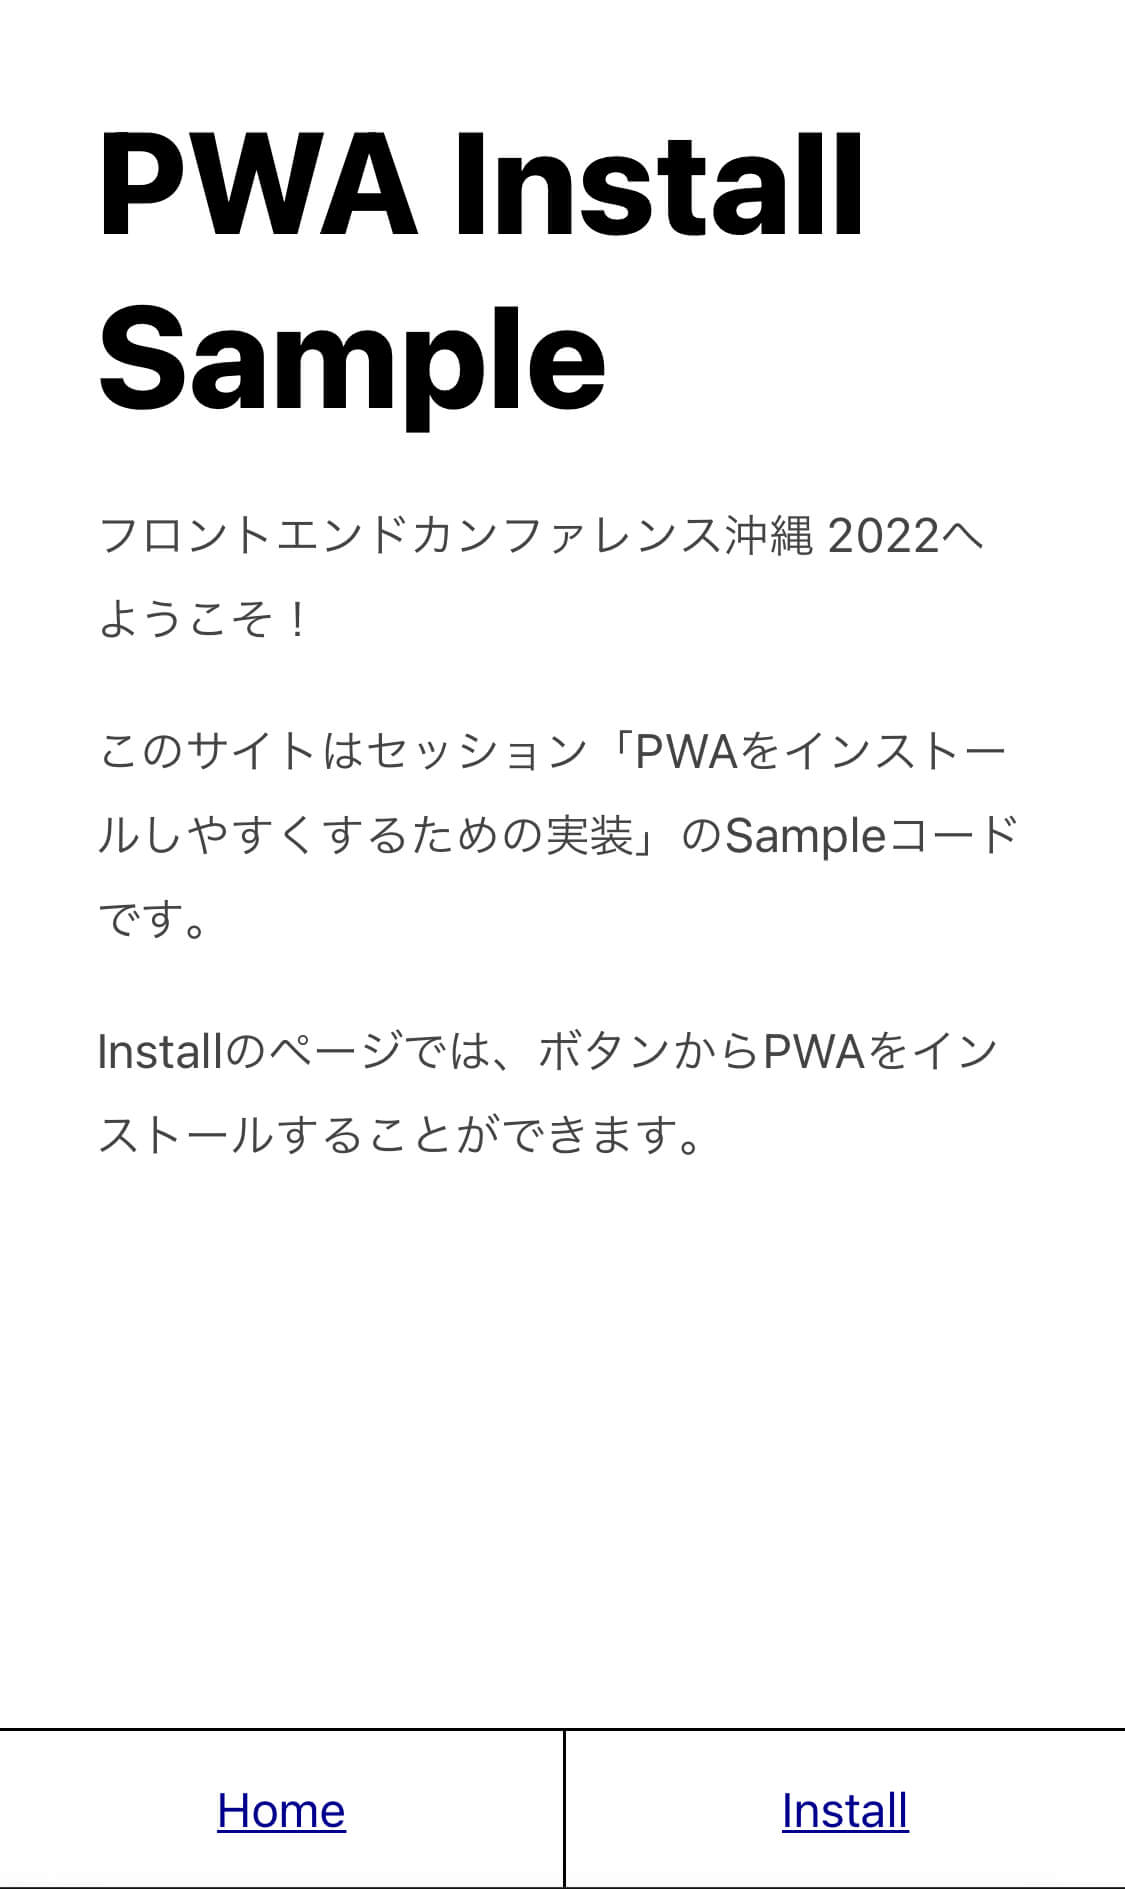 PWA Install
Sample
フロントエンドカンファレンス沖縄 2022へ
ようこそ！
このサイトはセッション「PWAをインストー
ルしやすくするための実装」のSampleコード
です。
Installのページでは、ボタンからPWAをイン
ストールすることができます。
Home
Install